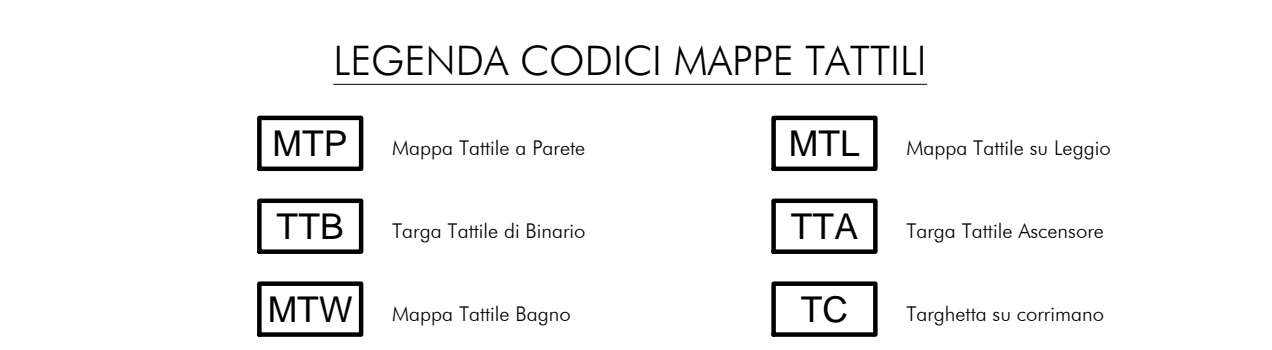 LEGENDA CODICI MAPPE TATTILI
MTP Mappa Tattile a Parete
MTL Mappa Tattile su Leggio
TTB Targa Tattile di Binario
TTA Targa Tattile Ascensore
MTW Mappa Tattile Bagno
TC Targhetta su corrimano